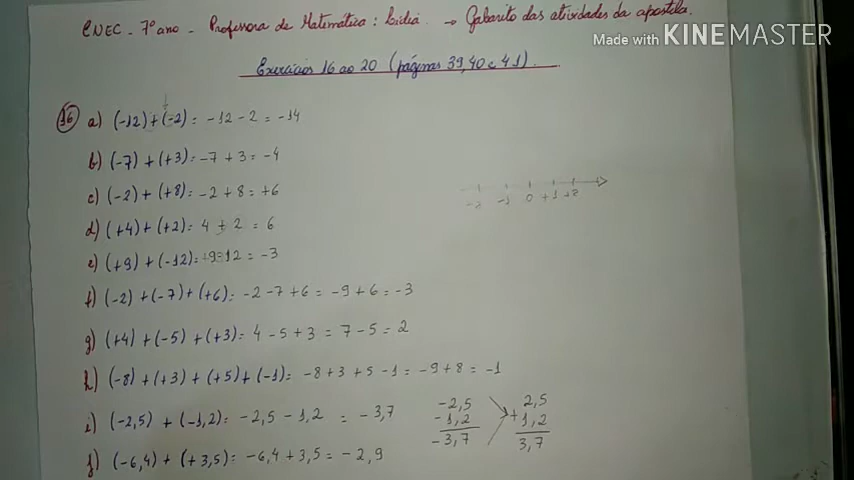 CNEC - 7º ano - Professora de Matemática: Lídia. → Gabarito das atividades da apostila.
Made with KINEMASTER
Exercícios 16 ao 20 (páginas 39, 40 e 41).
16 a) (-12) + (-2) = -12 - 2 = -14
b) (-7) + (+3) = -7 + 3 = -4
c) (-2) + (+8) = -2 + 8 = +6
-2 -1 0 +1 +2
d) (+4) + (+2) = 4 + 2 = 6
e) (+9) + (-12) = +9 - 12 = -3
f) (-2) + (-7) + (+6) = -2 - 7 + 6 = -9 + 6 = -3
g) (+4) + (-5) + (+3) = 4 - 5 + 3 = 7 - 5 = 2
h) (-8) + (+3) + (+5) + (-1) = -8 + 3 + 5 - 1 = -9 + 8 = -1
i) (-2,5) + (-1,2) = -2,5 - 1,2 = -3,7
-2,5
-1,2
-3,7
2,5
+ 1,2
3,7
j) (-6,4) + (+3,5) = -6,4 + 3,5 = -2,9